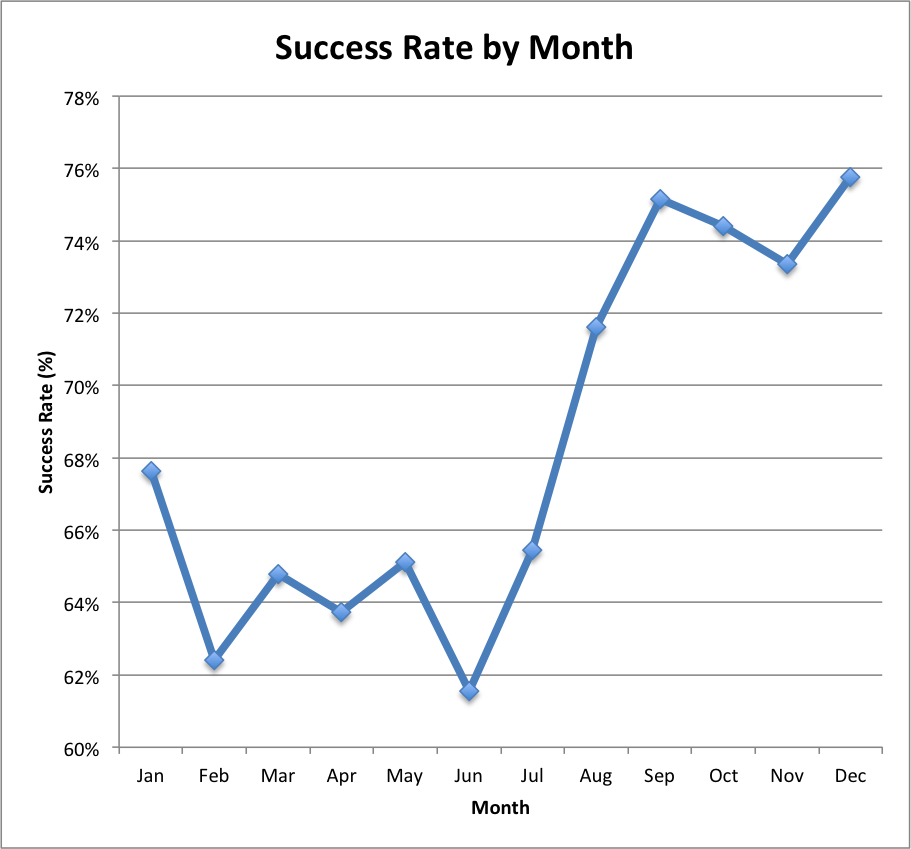 Success Rate by Month
78%
76%
74%
72%
70%
68%
66%
64%
62%
60%
Success Rate (%)
Jan Feb Mar Apr May Jun Jul Aug Sep Oct Nov Dec
Month